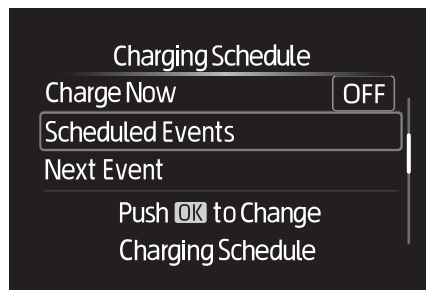 Charging Schedule
Charge Now OFF
Scheduled Events
Next Event
Push OK to Change
Charging Schedule